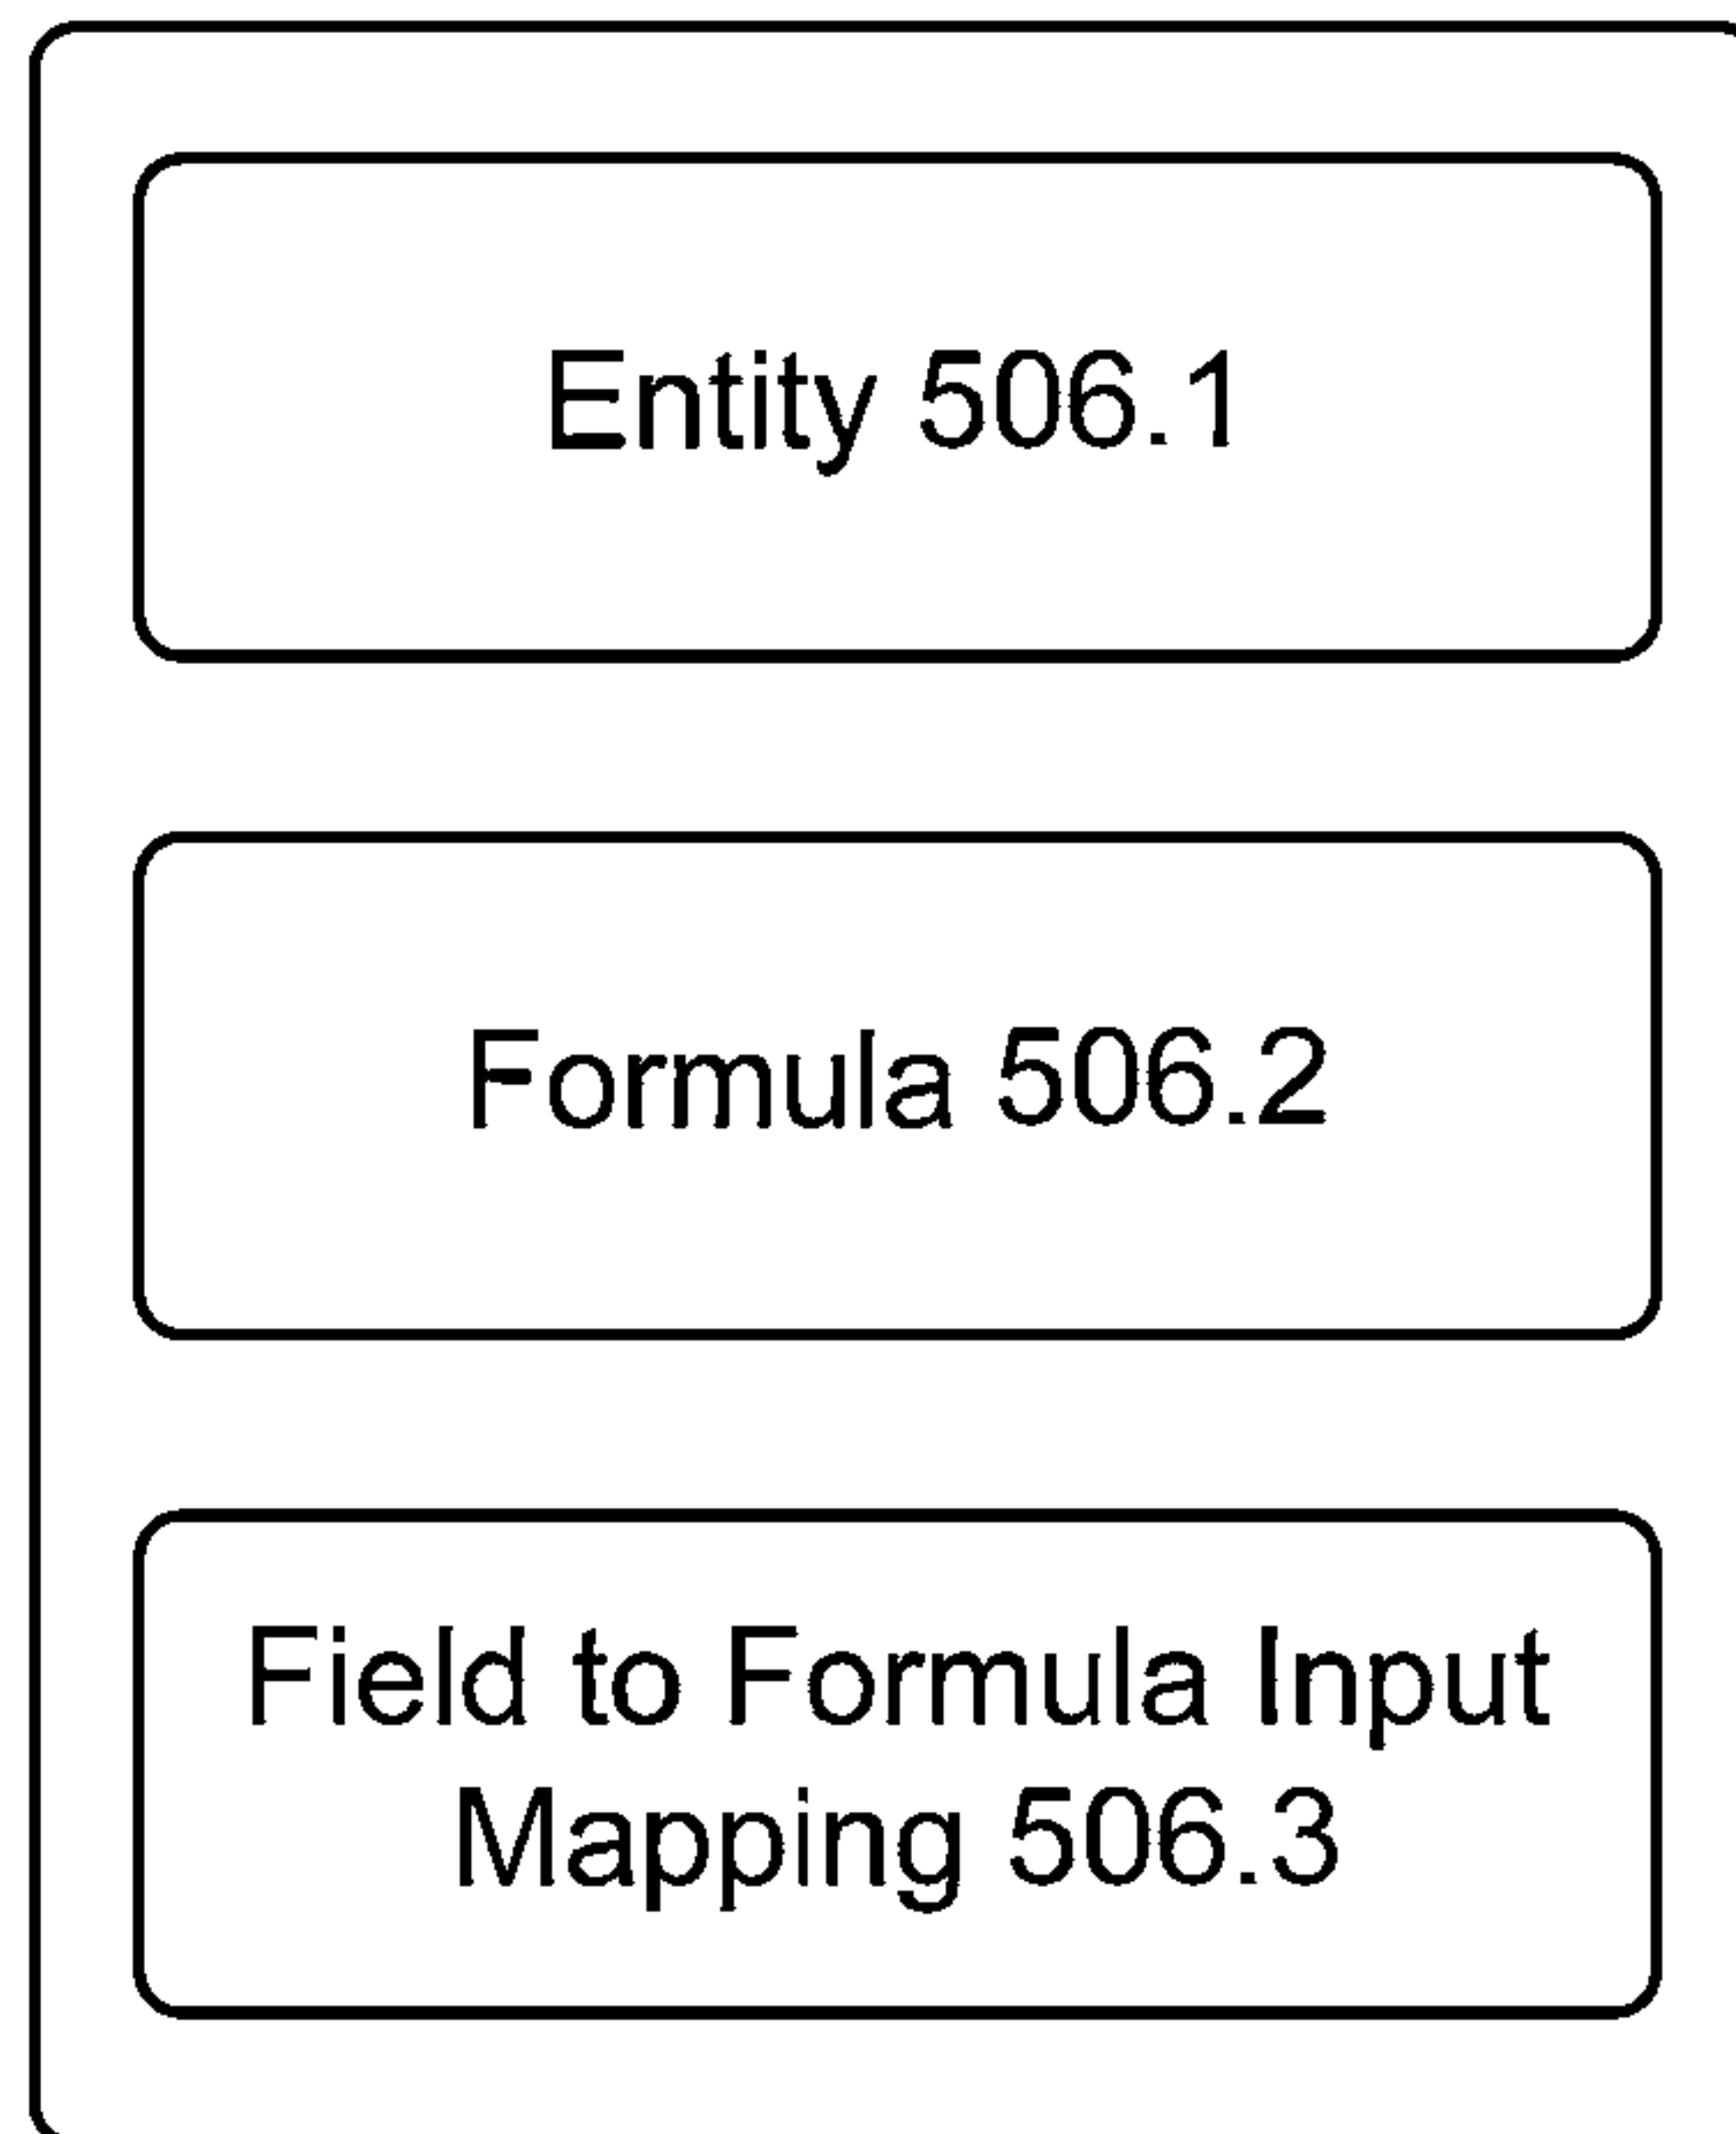 Entity 506.1
Formula 506.2
Field to Formula Input
Mapping 506.3